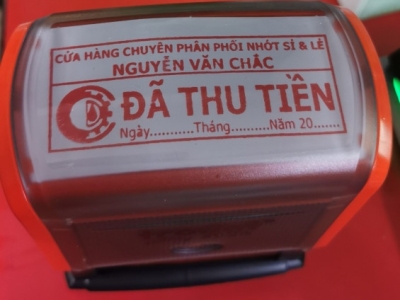 CỬA HÀNG CHUYÊN PHÂN PHỐI NHỚT SỈ & LẺ
NGUYỄN VĂN CHẮC
ĐÃ THU TIỀN
Ngày...........Tháng..........Năm 20.......